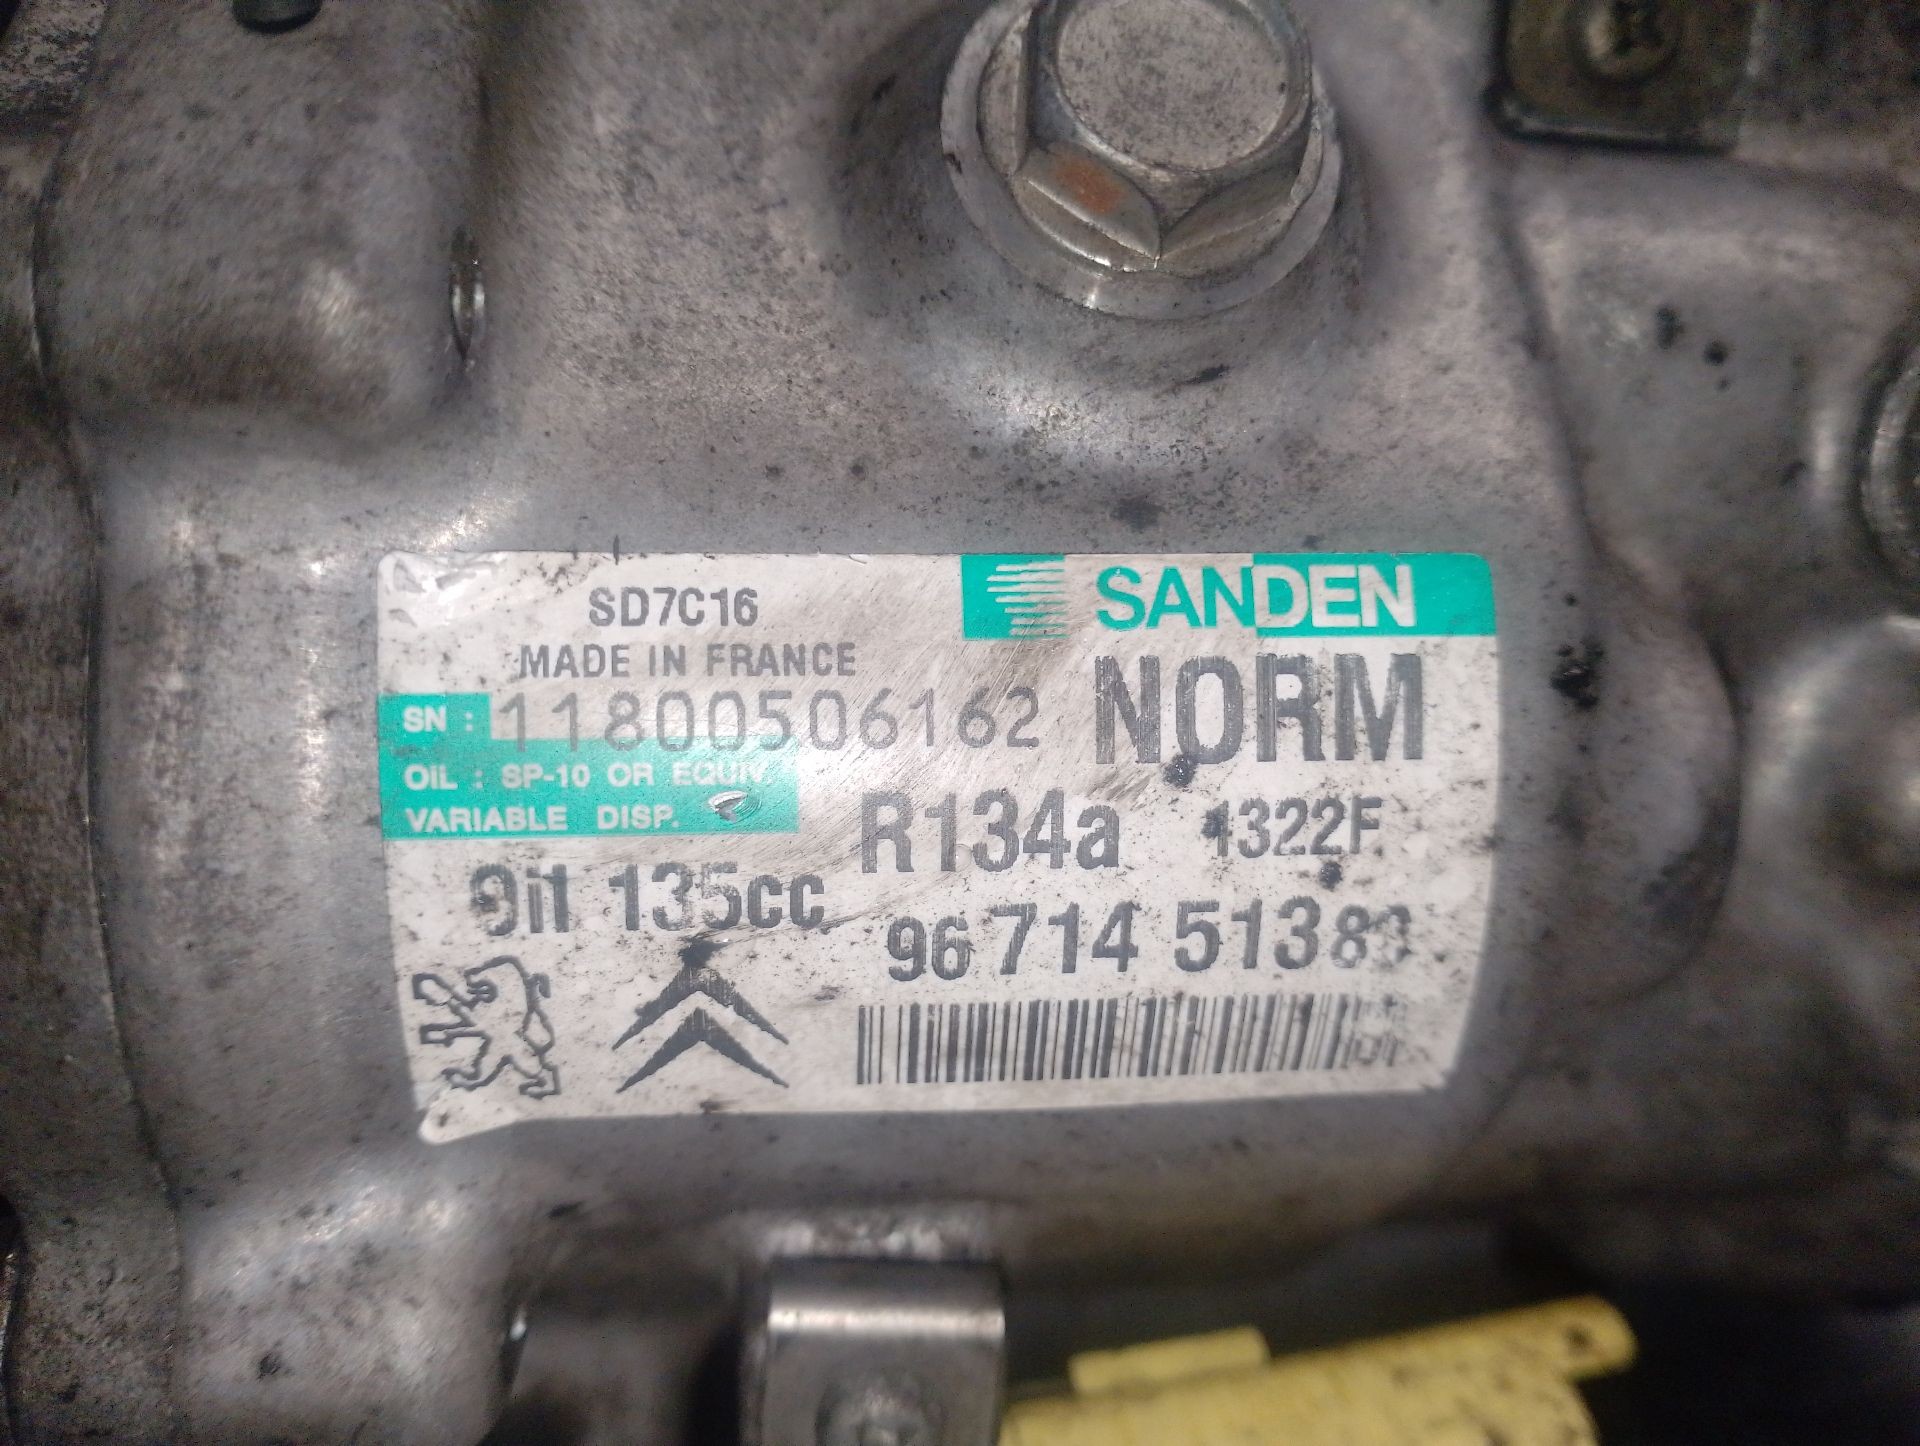 SD7C16
SANDEN
MADE IN FRANCE
NORM
SN : 11800506162
OIL : SP-10 OR EQUIV.
VARIABLE DISP.
R134a 1322F
Oil 135cc
96 714 513